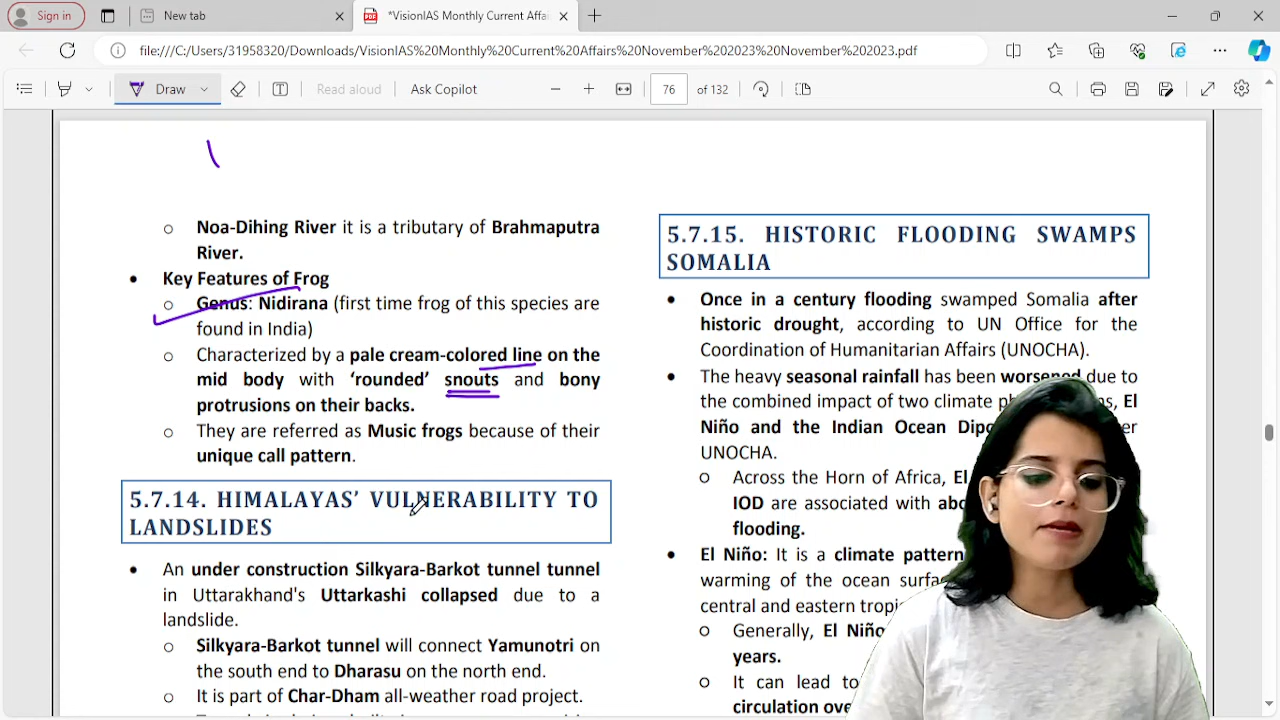 Sign in
New tab
*VisionIAS Monthly Current Affai
file:///C:/Users/31958320/Downloads/VisionIAS%20Monthly%20Current%20Affairs%20November%202023%20November%202023.pdf
Draw
Read aloud
Ask Copilot
76
of 132
o Noa-Dihing River it is a tributary of Brahmaputra
River.
• Key Features of Frog
o Genus: Nidirana (first time frog of this species are
found in India)
o Characterized by a pale cream-colored line on the
mid body with ‘rounded’ snouts and bony
protrusions on their backs.
o They are referred as Music frogs because of their
unique call pattern.
5.7.14. HIMALAYAS’ VULNERABILITY TO
LANDSLIDES
• An under construction Silkyara-Barkot tunnel tunnel
in Uttarakhand's Uttarkashi collapsed due to a
landslide.
o Silkyara-Barkot tunnel will connect Yamunotri on
the south end to Dharasu on the north end.
o It is part of Char-Dham all-weather road project.
5.7.15. HISTORIC FLOODING SWAMPS
SOMALIA
• Once in a century flooding swamped Somalia after
historic drought, according to UN Office for the
Coordination of Humanitarian Affairs (UNOCHA).
• The heavy seasonal rainfall has been worsened due to
the combined impact of two climate
El
Niño and the Indian Ocean
UNOCHA.
o Across the Horn of Africa, El
IOD are associated with
flooding.
• El Niño: It is a climate pattern
warming of the ocean
central and eastern
o Generally, El Niño
years.
o It can lead to
circulation